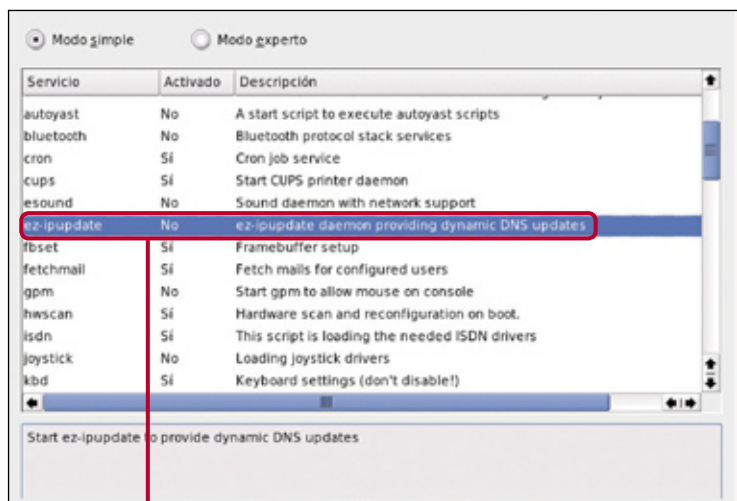 Modo simple Modo experto
Servicio Activado Descripción
autoyast No A start script to execute autoyast scripts
bluetooth No Bluetooth protocol stack services
cron Sí Cron job service
cups Sí Start CUPS printer daemon
esound No Sound daemon with network support
ez-ipupdate No ez-ipupdate daemon providing dynamic DNS updates
fbset Sí Framebuffer setup
fetchmail Sí Fetch mails for configured users
gpm No Start gpm to allow mouse on console
hwscan Sí Hardware scan and reconfiguration on boot.
isdn Sí This script is loading the needed ISDN drivers
joystick No Loading joystick drivers
kbd Sí Keyboard settings (don't disable!)
Start ez-ipupdate to provide dynamic DNS updates